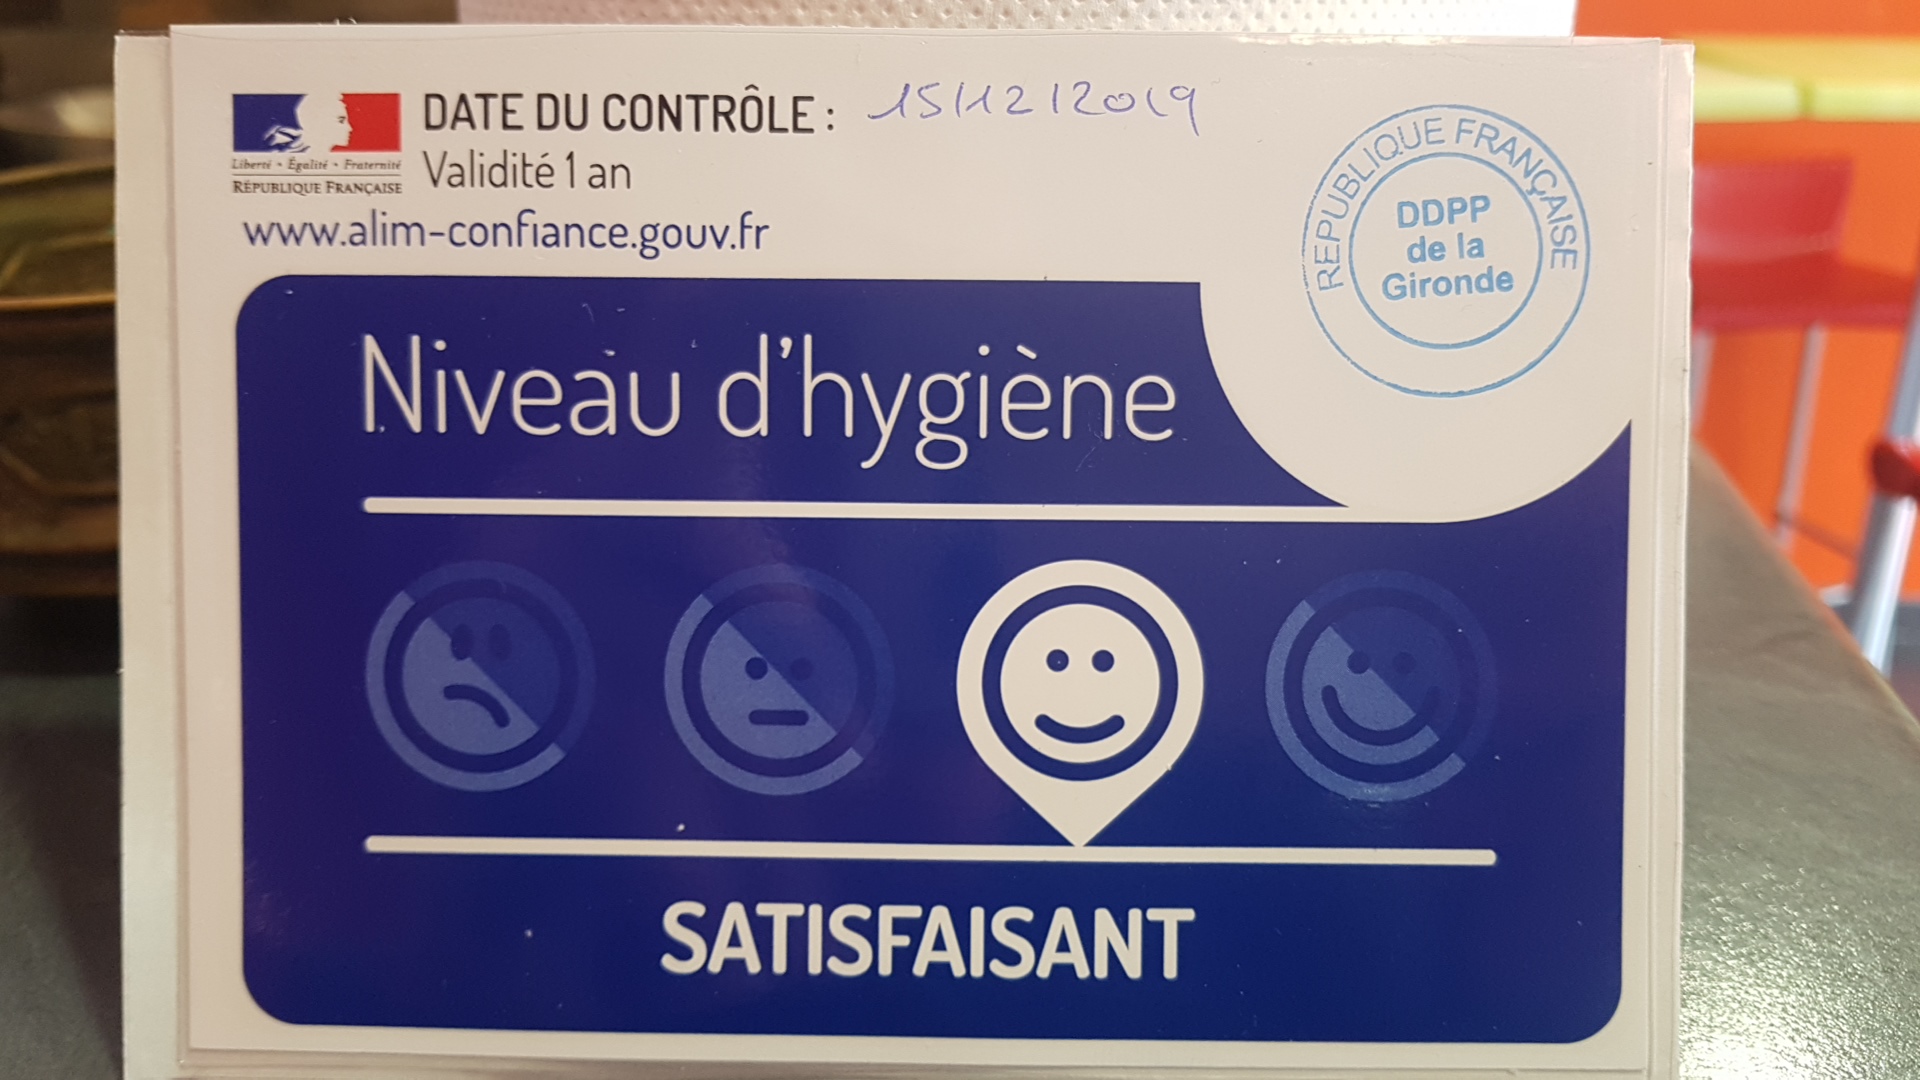 DATE DU CONTRÔLE : 15/12/2019
Validité 1 an
Liberté • Égalité • Fraternité
RÉPUBLIQUE FRANÇAISE
www.alim-confiance.gouv.fr
RÉPUBLIQUE FRANÇAISE
DDPP
de la
Gironde
Niveau d'hygiène
SATISFAISANT